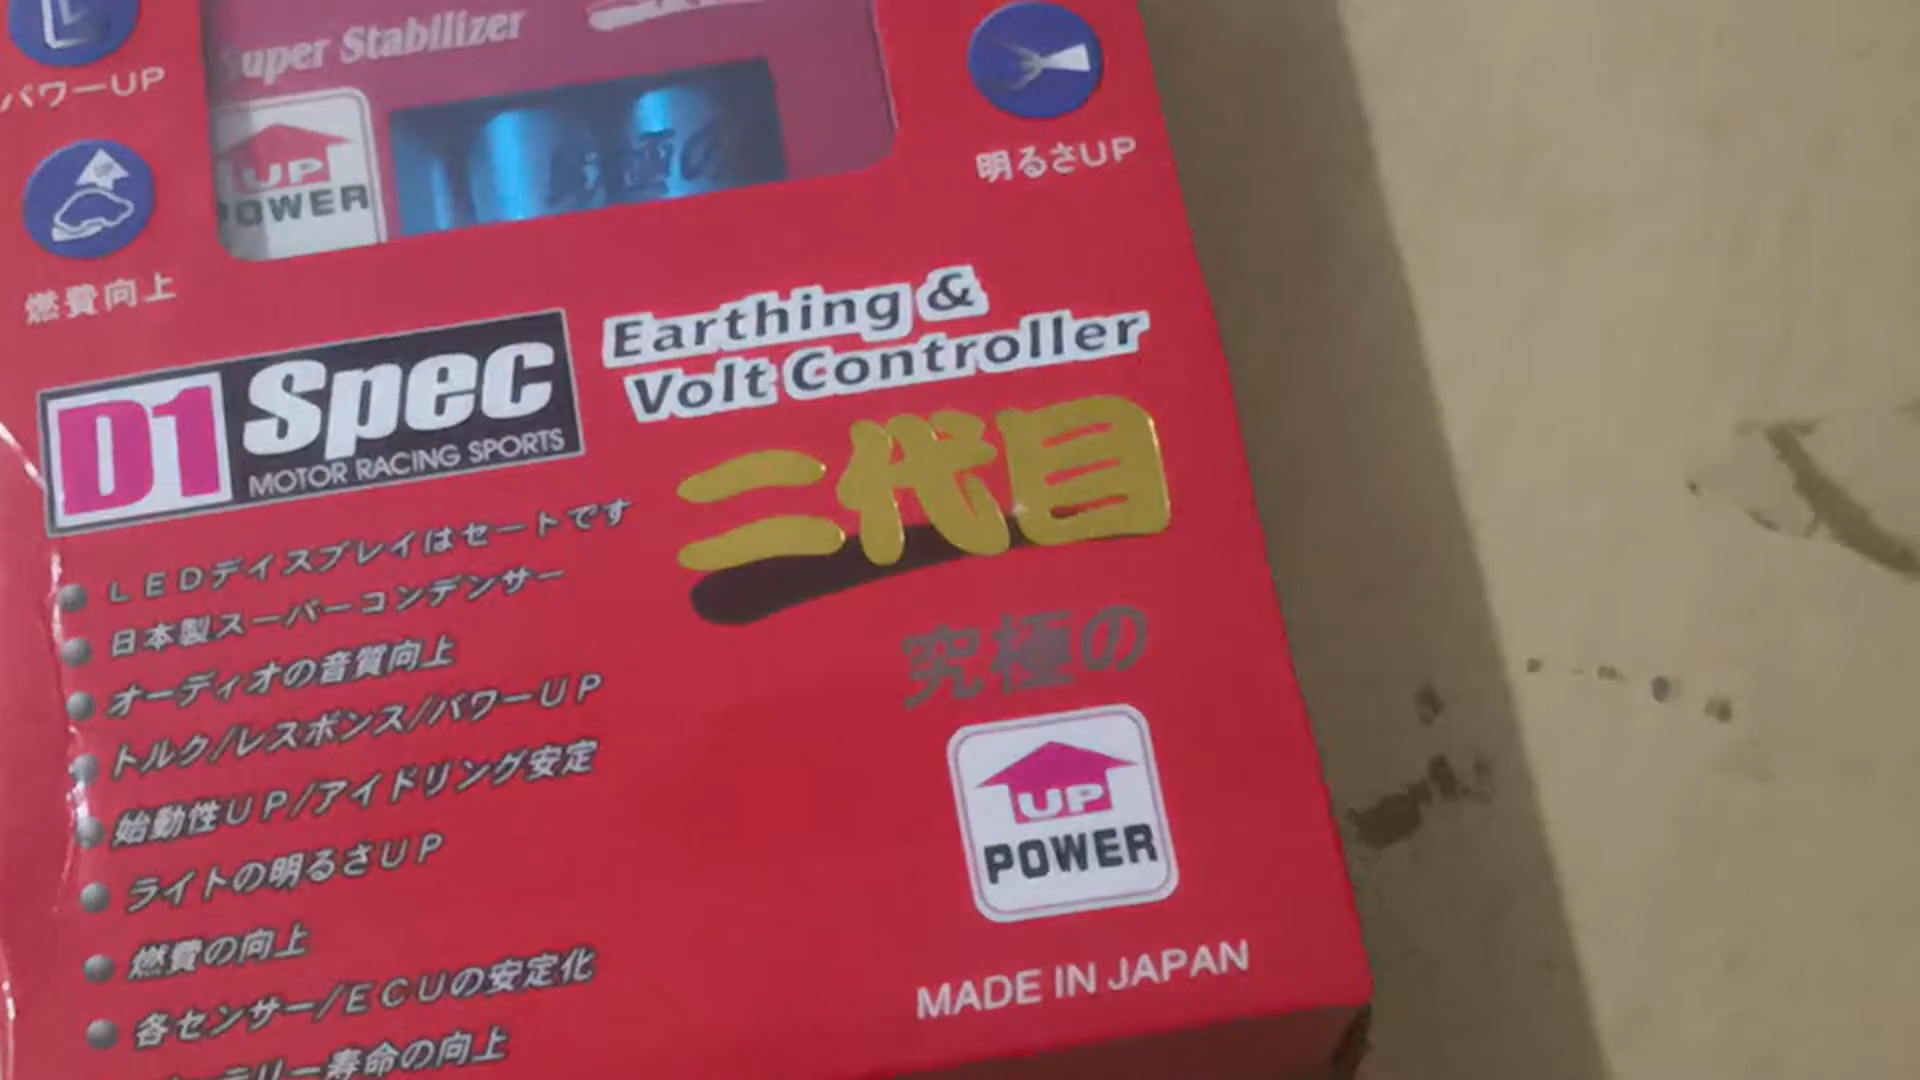 Super Stabilizer
パワーUP
UP
POWER
明るさUP
燃費向上
Earthing &
Volt Controller
D1 Spec
MOTOR RACING SPORTS
二代目
LEDデイスプレイはセートです
日本製スーパーコンデンサー
オーディオの音質向上
トルク/レスポンス/パワーUP
始動性UP/アイドリング安定
ライトの明るさUP
燃費の向上
各センサー/ECUの安定化
テリー寿命の向上
究極の
UP
POWER
MADE IN JAPAN